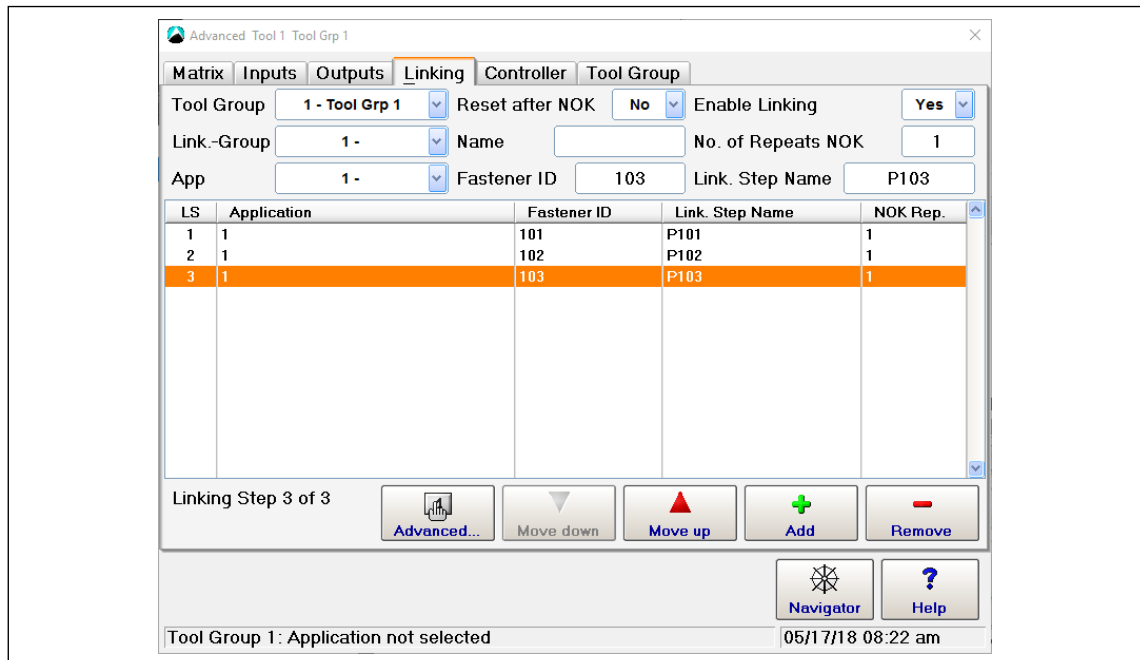 Advanced Tool 1 Tool Grp 1
Matrix Inputs Outputs Linking Controller Tool Group
Tool Group 1 - Tool Grp 1 Reset after NOK No Enable Linking Yes
Link.-Group 1 - Name No. of Repeats NOK 1
App 1 - Fastener ID 103 Link. Step Name P103
LS Application Fastener ID Link. Step Name NOK Rep.
1 1 101 P101 1
2 1 102 P102 1
3 1 103 P103 1
Linking Step 3 of 3
Advanced... Move down Move up Add Remove
Navigator Help
Tool Group 1: Application not selected 05/17/18 08:22 am